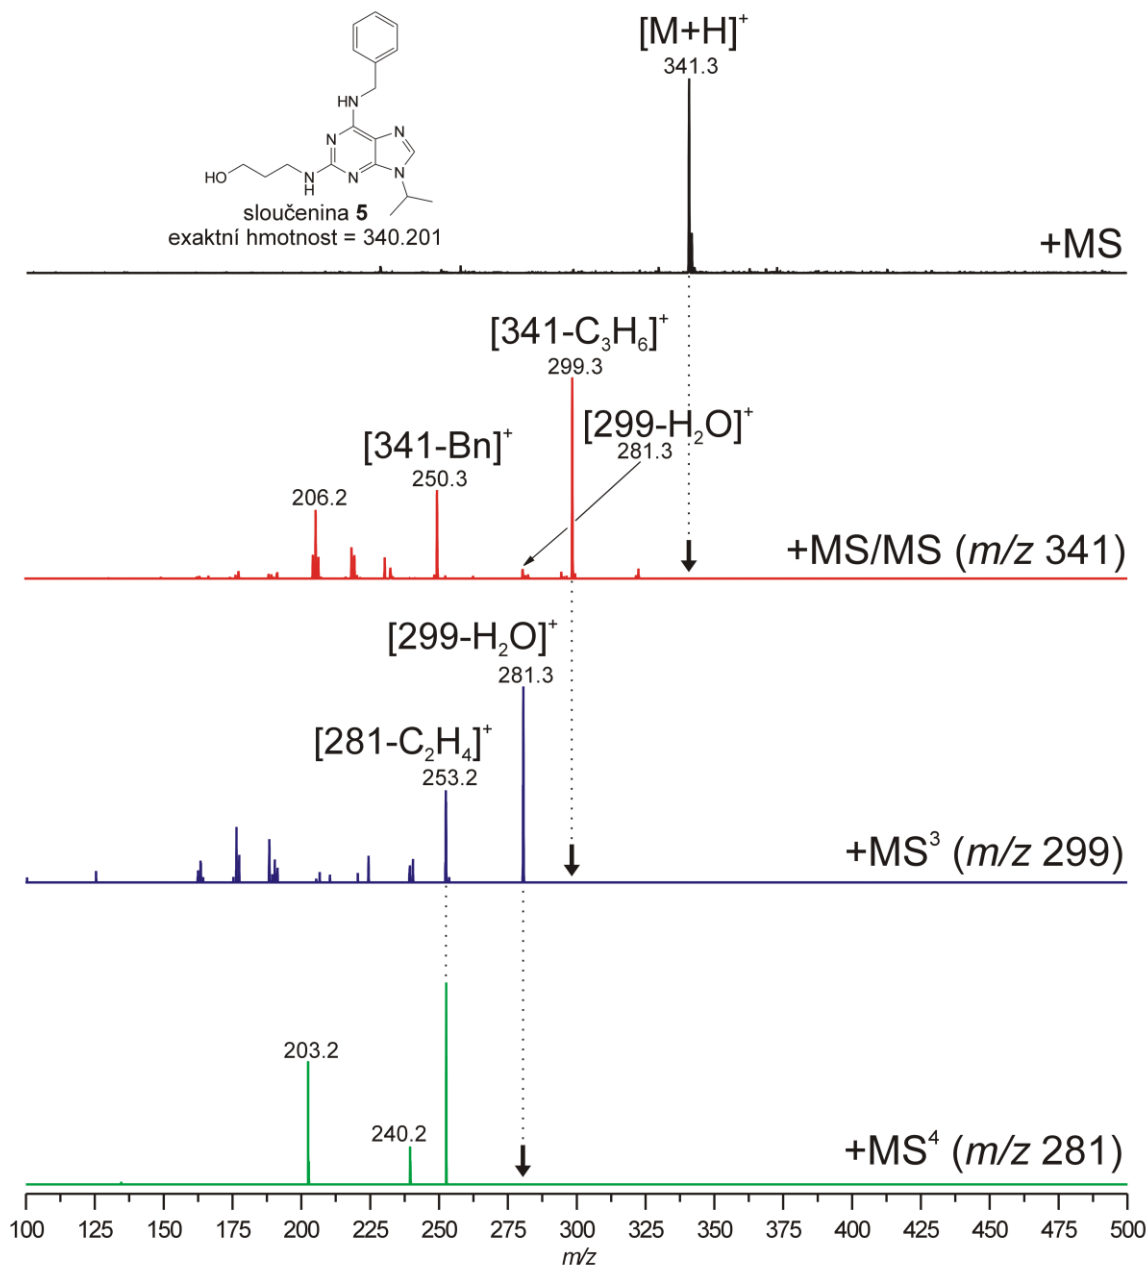 [M+H]⁺
341.3
HN
N
N
N
N
HO
N
H
sloučenina 5
exaktní hmotnost = 340.201
+MS
[341-C₃H₆]⁺
299.3
[299-H₂O]⁺
281.3
[341-Bn]⁺
250.3
206.2
+MS/MS (m/z 341)
[299-H₂O]⁺
281.3
[281-C₂H₄]⁺
253.2
+MS³ (m/z 299)
203.2
240.2
+MS⁴ (m/z 281)
100 125 150 175 200 225 250 275 300 325 350 375 400 425 450 475 500
m/z